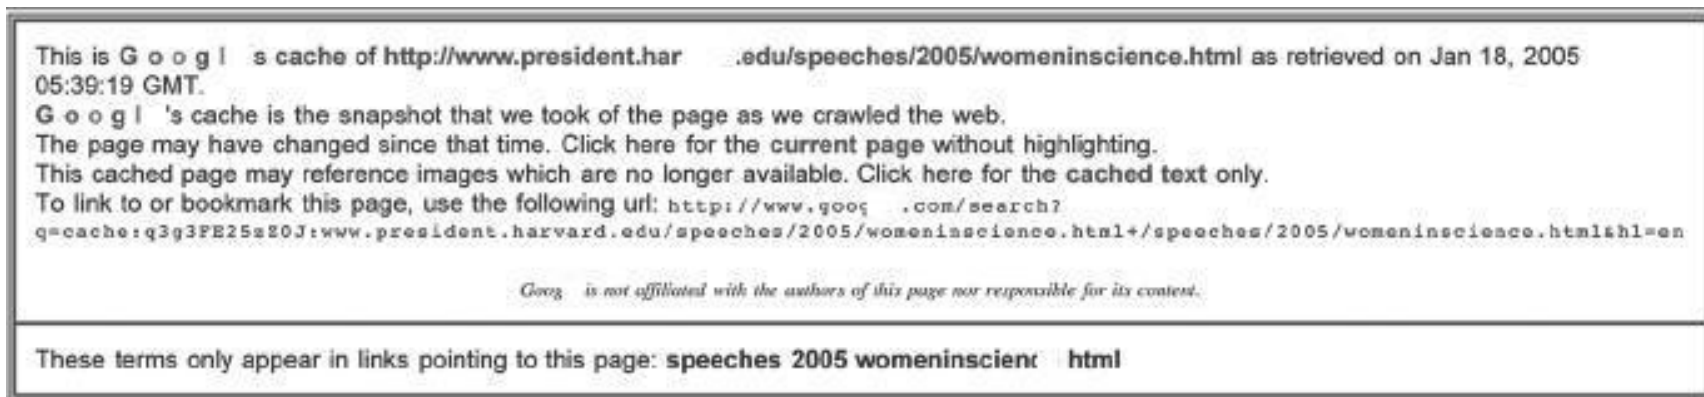 This is G o o g l s cache of http://www.president.har .edu/speeches/2005/womeninscience.html as retrieved on Jan 18, 2005
05:39:19 GMT.
G o o g l 's cache is the snapshot that we took of the page as we crawled the web.
The page may have changed since that time. Click here for the current page without highlighting.
This cached page may reference images which are no longer available. Click here for the cached text only.
To link to or bookmark this page, use the following url: http://www.goog .com/search?
q=cache:q3g3FE25sZ0J:www.president.harvard.edu/speeches/2005/womeninscience.html+/speeches/2005/womeninscience.html&hl=en
Goog is not affiliated with the authors of this page nor responsible for its content.
These terms only appear in links pointing to this page: speeches 2005 womeninscienc html